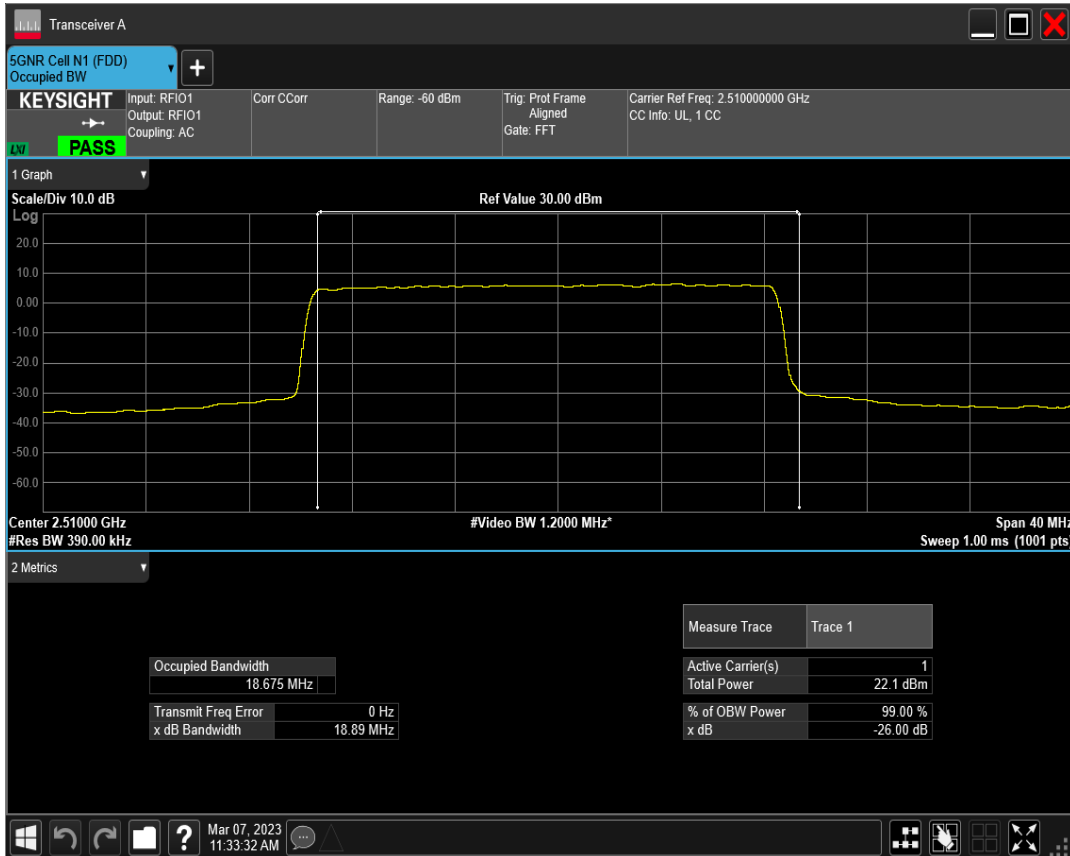 Transceiver A
5GNR Cell N1 (FDD)
Occupied BW
+
KEYSIGHT
LXI
PASS
Input: RFIO1
Output: RFIO1
Coupling: AC
Corr CCorr
Range: -60 dBm
Trig: Prot Frame
Aligned
Gate: FFT
Carrier Ref Freq: 2.510000000 GHz
CC Info: UL, 1 CC
1 Graph
Scale/Div 10.0 dB
Ref Value 30.00 dBm
Log
20.0
10.0
0.00
-10.0
-20.0
-30.0
-40.0
-50.0
-60.0
Center 2.51000 GHz
#Video BW 1.2000 MHz*
Span 40 MHz
#Res BW 390.00 kHz
Sweep 1.00 ms (1001 pts)
2 Metrics
Measure Trace Trace 1
Occupied Bandwidth
18.675 MHz
Active Carrier(s) 1
Total Power 22.1 dBm
Transmit Freq Error 0 Hz
x dB Bandwidth 18.89 MHz
% of OBW Power 99.00 %
x dB -26.00 dB
?
Mar 07, 2023
11:33:32 AM